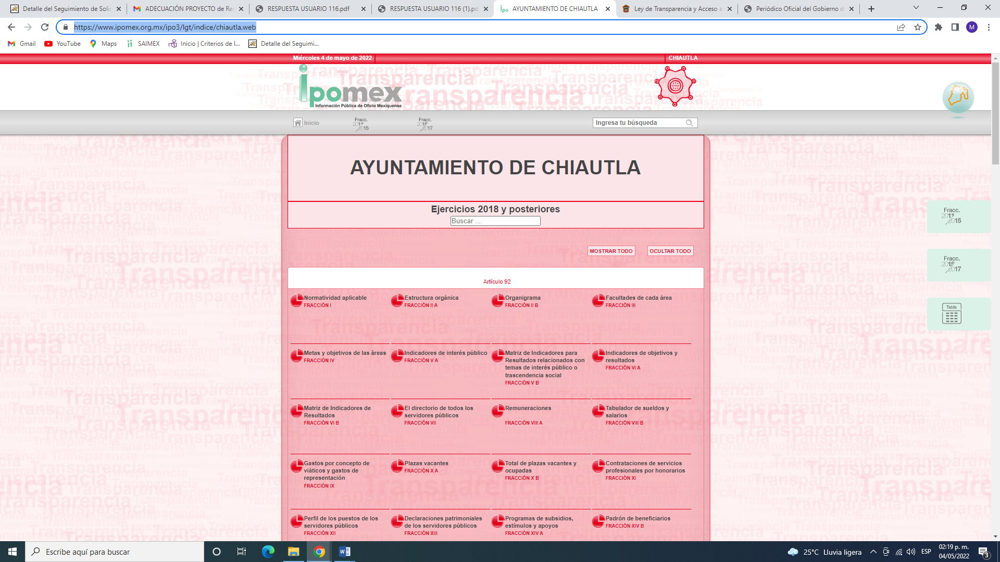 Detalle del Seguimiento de Solic
ADECUACIÓN PROYECTO de Res
RESPUESTA USUARIO 116.pdf
RESPUESTA USUARIO 116 (1).pd
AYUNTAMIENTO DE CHIAUTLA
Ley de Transparencia y Acceso a
Periódico Oficial del Gobierno d
https://www.ipomex.org.mx/ipo3/lgt/indice/chiautla.web
M
Gmail
YouTube
Maps
SAIMEX
Inicio | Criterios de I...
Detalle del Seguimi...
Miércoles 4 de mayo de 2022
CHIAUTLA
ipomex
Información Pública de Oficio Mexiquense
Transparencia
Inicio
Fracc.
2011
2015
Fracc.
2015
2017
Ingresa tu búsqueda
AYUNTAMIENTO DE CHIAUTLA
Ejercicios 2018 y posteriores
Buscar ...
MOSTRAR TODO
OCULTAR TODO
Fracc.
2011
2015
Fracc.
2015
2017
Tabla
Artículo 92
Normatividad aplicable
FRACCIÓN I
Estructura orgánica
FRACCIÓN II A
Organigrama
FRACCIÓN II B
Facultades de cada área
FRACCIÓN III
Metas y objetivos de las áreas
FRACCIÓN IV
Indicadores de interés público
FRACCIÓN V A
Matriz de Indicadores para
Resultados relacionados con
temas de interés público o
trascendencia social
FRACCIÓN V B
Indicadores de objetivos y
resultados
FRACCIÓN VI A
Matriz de Indicadores de
Resultados
FRACCIÓN VI B
El directorio de todos los
servidores públicos
FRACCIÓN VII
Remuneraciones
FRACCIÓN VIII A
Tabulador de sueldos y
salarios
FRACCIÓN VIII B
Gastos por concepto de
viáticos y gastos de
representación
FRACCIÓN IX
Plazas vacantes
FRACCIÓN X A
Total de plazas vacantes y
ocupadas
FRACCIÓN X B
Contrataciones de servicios
profesionales por honorarios
FRACCIÓN XI
Perfil de los puestos de los
servidores públicos
FRACCIÓN XII
Declaraciones patrimoniales
de los servidores públicos
FRACCIÓN XIII
Programas de subsidios,
estímulos y apoyos
FRACCIÓN XIV A
Padrón de beneficiarios
FRACCIÓN XIV B
Escribe aquí para buscar
25°C Lluvia ligera
ESP
02:19 p. m.
04/05/2022
3